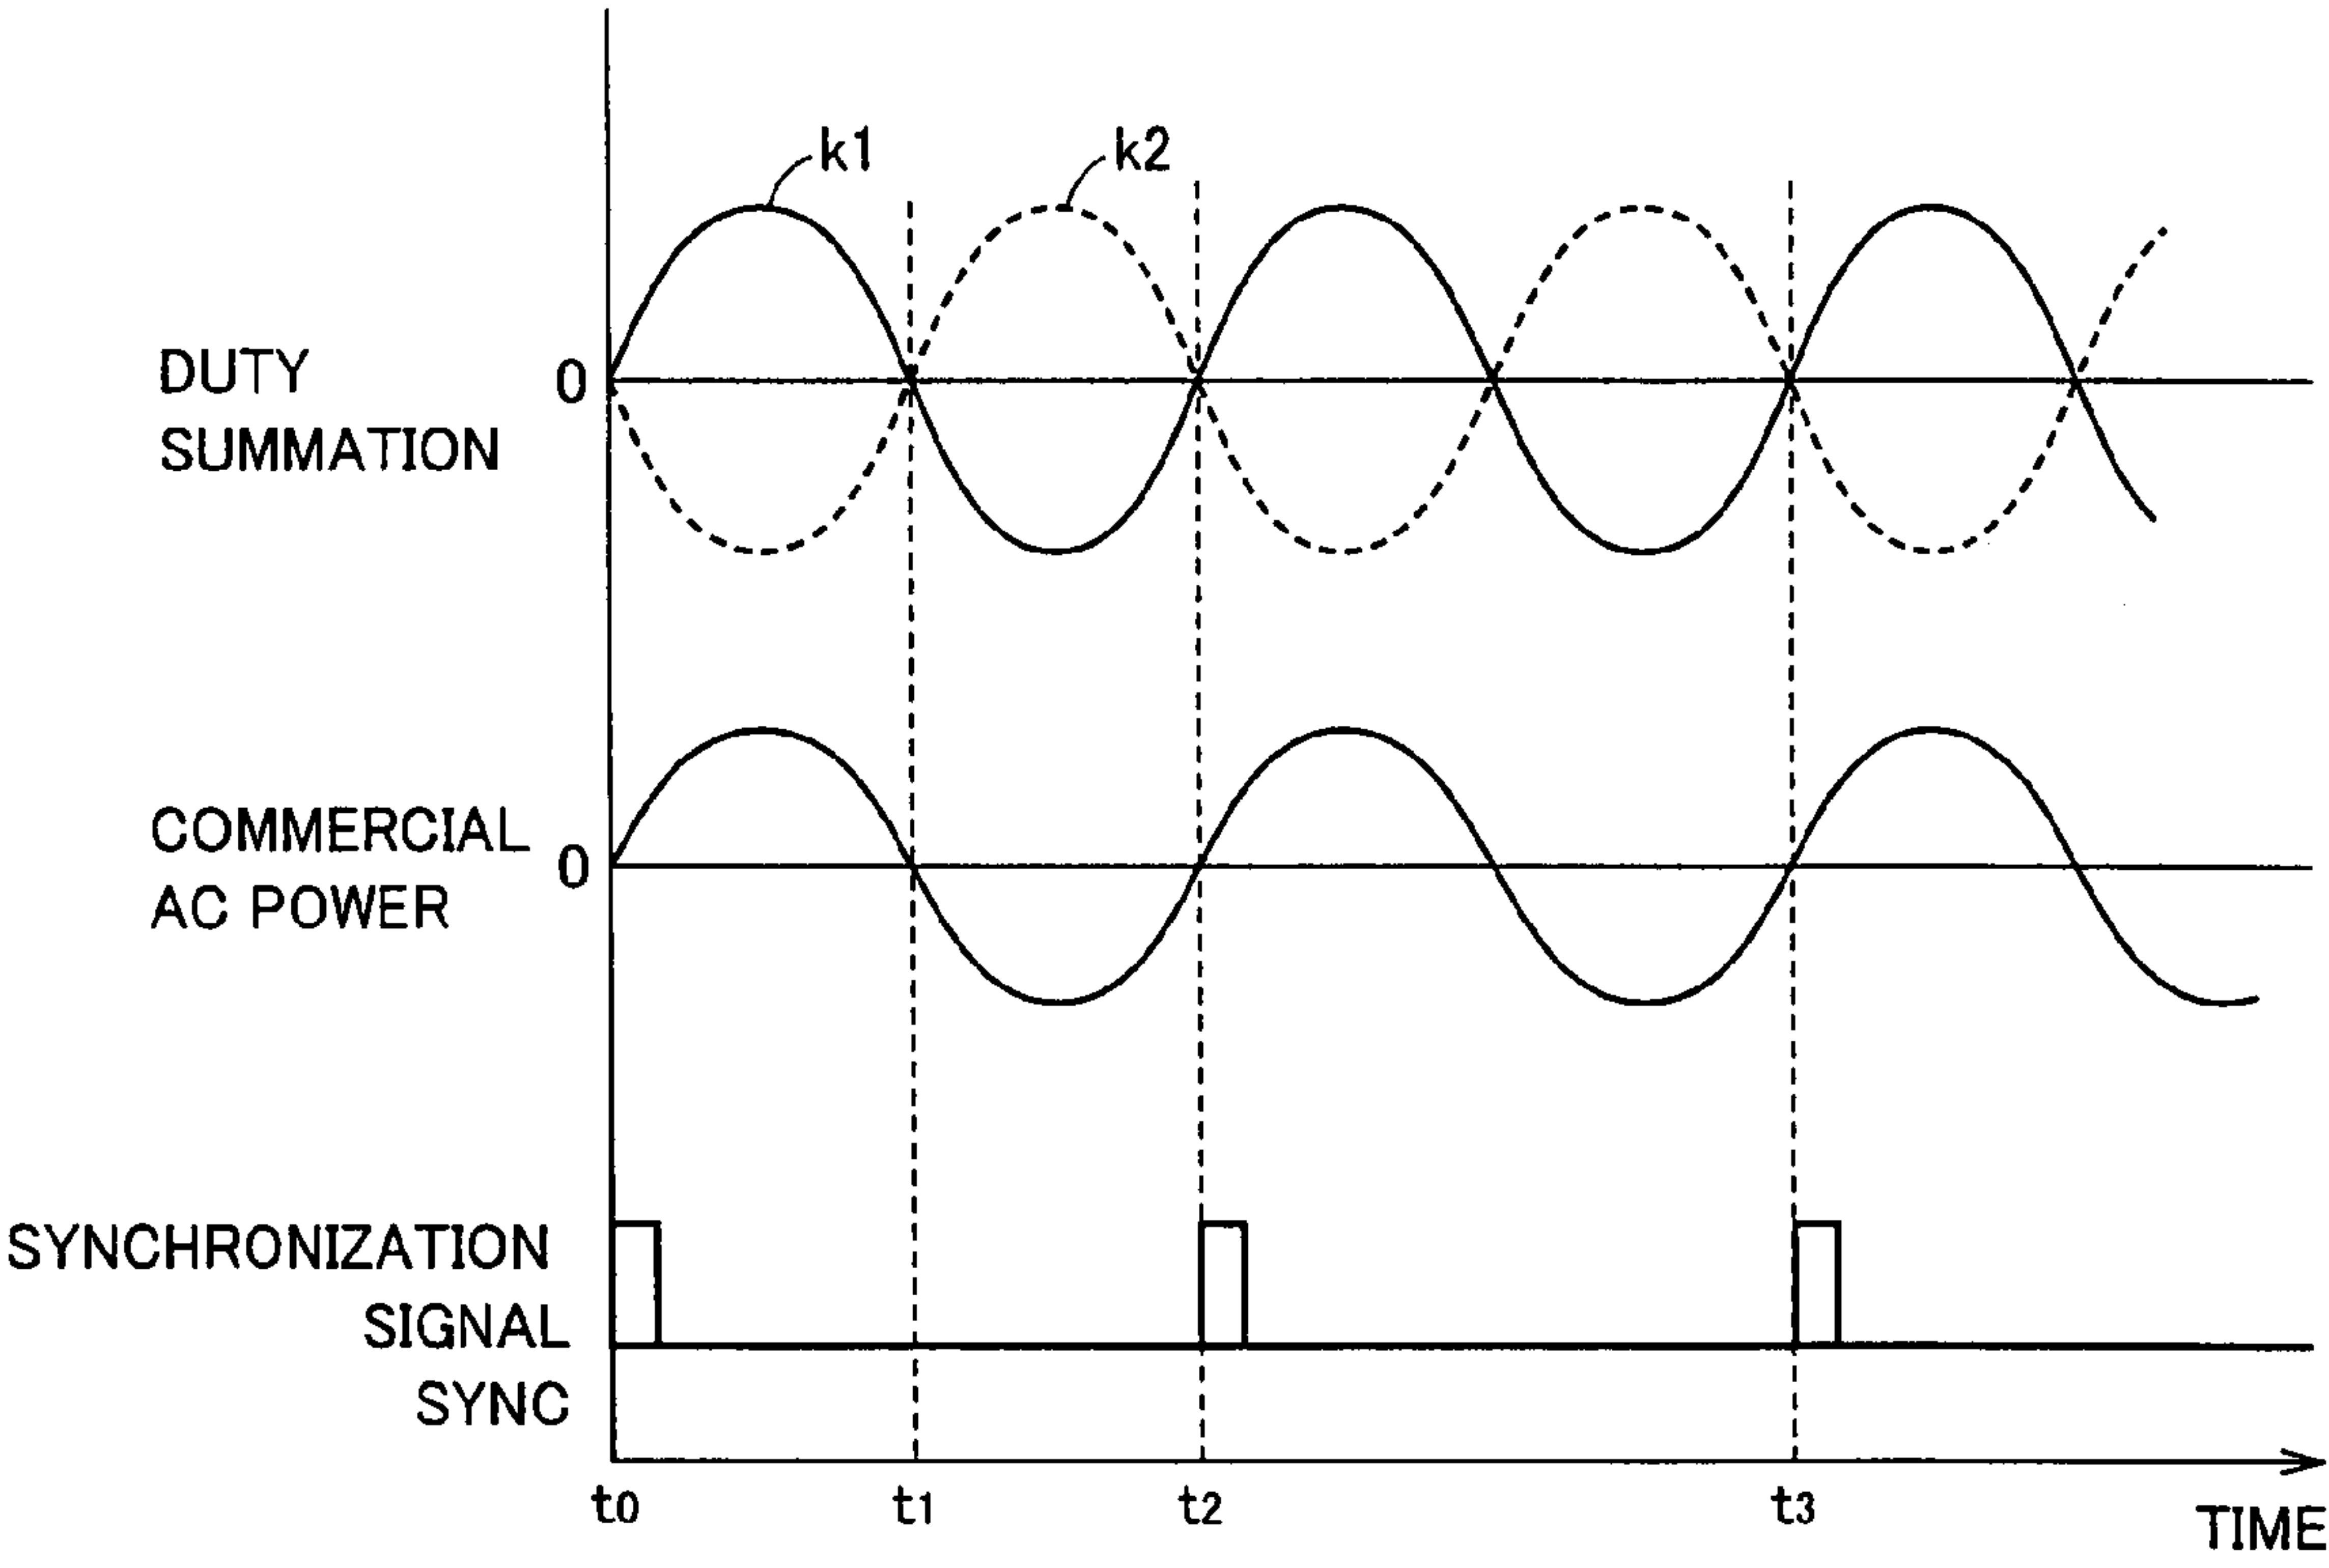 k1
k2
DUTY
SUMMATION
0
COMMERCIAL
AC POWER
0
SYNCHRONIZATION
SIGNAL
SYNC
t0
t1
t2
t3
TIME